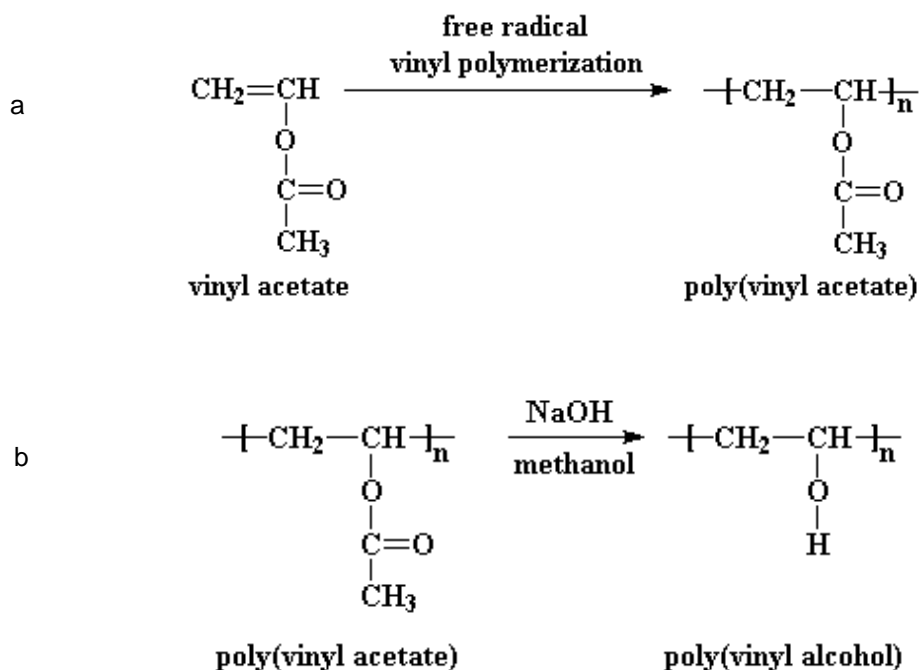 free radical
vinyl polymerization
a
CH2=CH
O
C=O
CH3
vinyl acetate
[CH2—CH]n
O
C=O
CH3
poly(vinyl acetate)
b
[CH2—CH]n
O
C=O
CH3
poly(vinyl acetate)
NaOH
methanol
[CH2—CH]n
O
H
poly(vinyl alcohol)